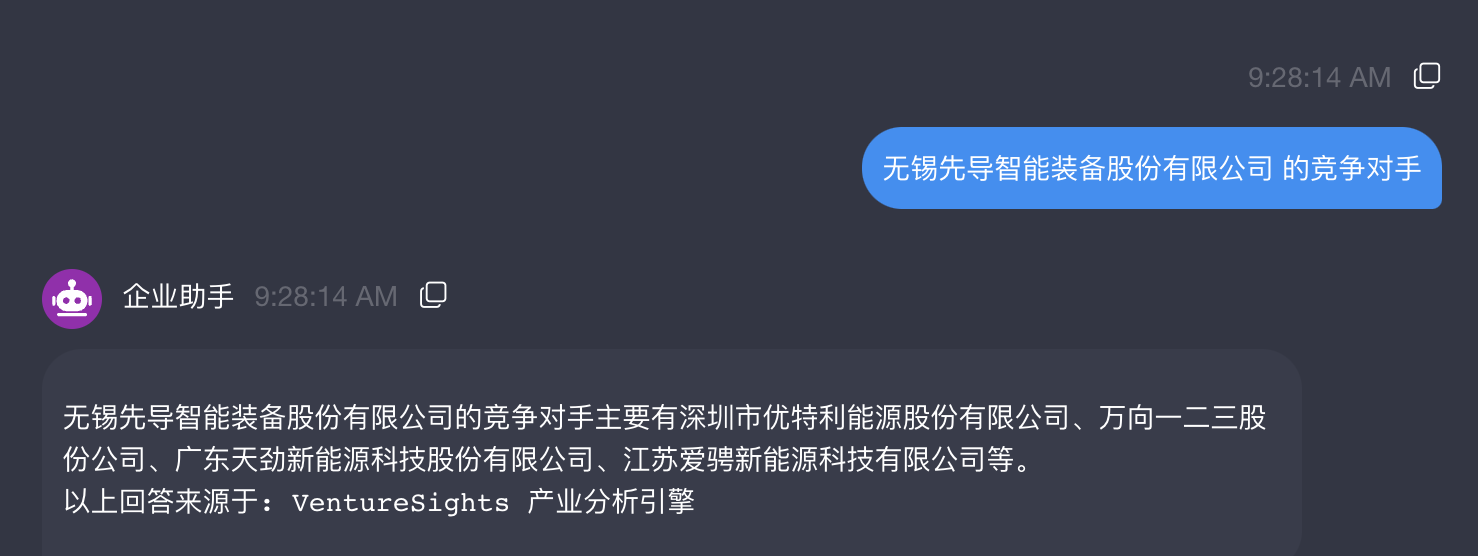 9:28:14 AM
无锡先导智能装备股份有限公司 的竞争对手
企业助手 9:28:14 AM
无锡先导智能装备股份有限公司的竞争对手主要有深圳市优特利能源股份有限公司、万向一二三股
份公司、广东天劲新能源科技股份有限公司、江苏爱骋新能源科技有限公司等。
以上回答来源于: VentureSights 产业分析引擎